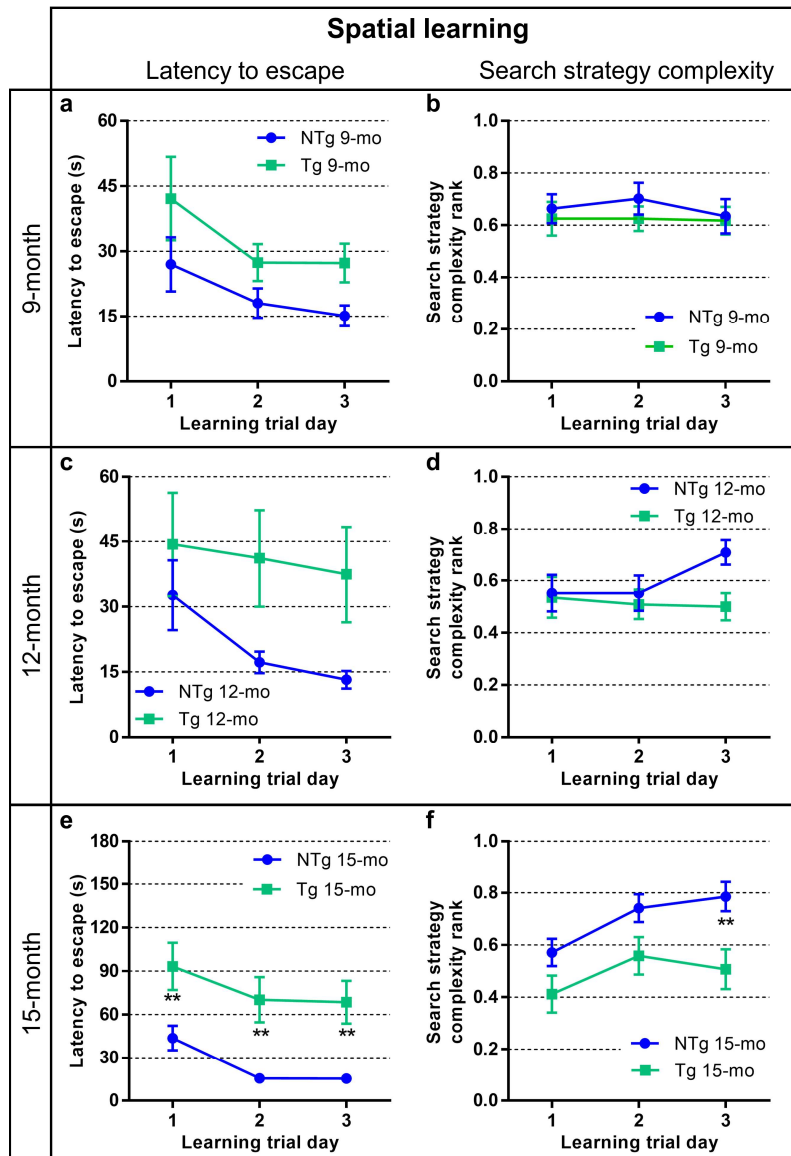 Spatial learning
Latency to escape
Search strategy complexity
9-month
a
60
45
30
15
0
Latency to escape (s)
NTg 9-mo
Tg 9-mo
1 2 3
Learning trial day
b
1.0
0.8
0.6
0.4
0.2
0.0
Search strategy
complexity rank
NTg 9-mo
Tg 9-mo
1 2 3
Learning trial day
12-month
c
60
45
30
15
0
Latency to escape (s)
NTg 12-mo
Tg 12-mo
1 2 3
Learning trial day
d
1.0
0.8
0.6
0.4
0.2
0.0
Search strategy
complexity rank
NTg 12-mo
Tg 12-mo
1 2 3
Learning trial day
15-month
e
180
150
120
90
60
30
0
Latency to escape (s)
NTg 15-mo
Tg 15-mo
**
** **
1 2 3
Learning trial day
f
1.0
0.8
0.6
0.4
0.2
0.0
Search strategy
complexity rank
**
NTg 15-mo
Tg 15-mo
1 2 3
Learning trial day